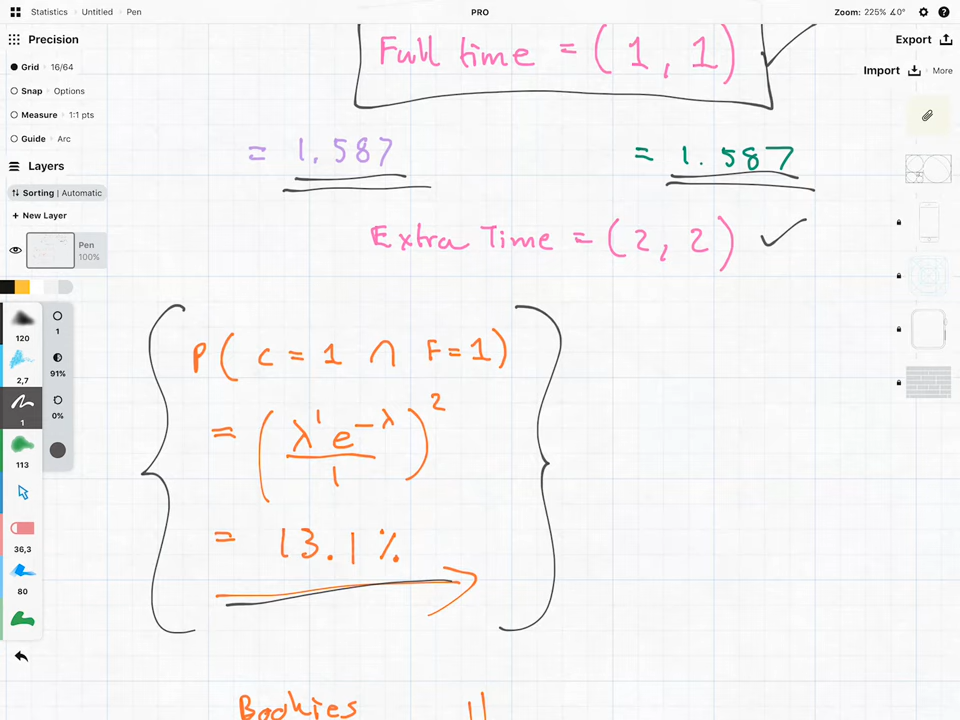 Statistics > Untitled > Pen
PRO
Zoom: 225% ∡0°
Precision
Export
Grid 16/64
Import
More
Snap Options
Measure 1:1 pts
Guide Arc
Layers
Sorting | Automatic
+ New Layer
Pen
100%
120
2,7
1
113
36,3
80
1
91%
0%
Full time = (1, 1)
= 1.587
= 1.587
Extra Time = (2, 2) ✓
P( C = 1 ∩ F = 1)
= (λ¹ e^-λ / 1)²
= 13.1 %
Bookies